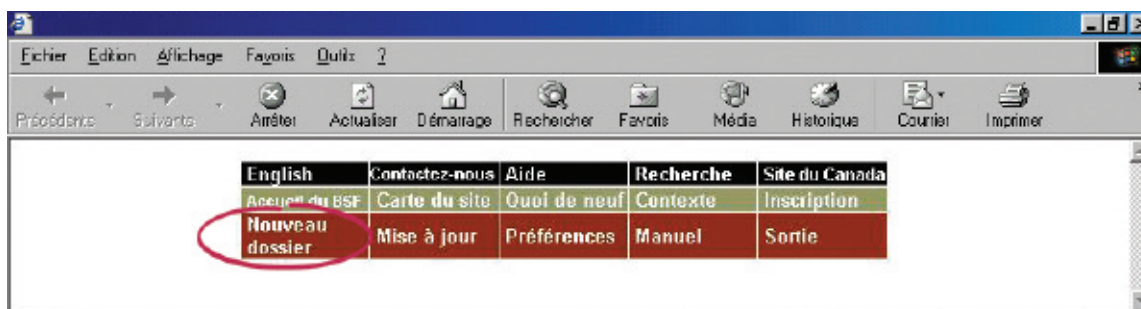 Fichier Edition Affichage Favoris Outils ?
Précédente Suivante Arrêter Actualiser Démarrage Rechercher Favoris Média Historique Courrier Imprimer
English Contactez-nous Aide Recherche Site du Canada
Accueil du BSF Carte du site Quoi de neuf Contexte Inscription
Nouveau
dossier Mise à jour Préférences Manuel Sortie